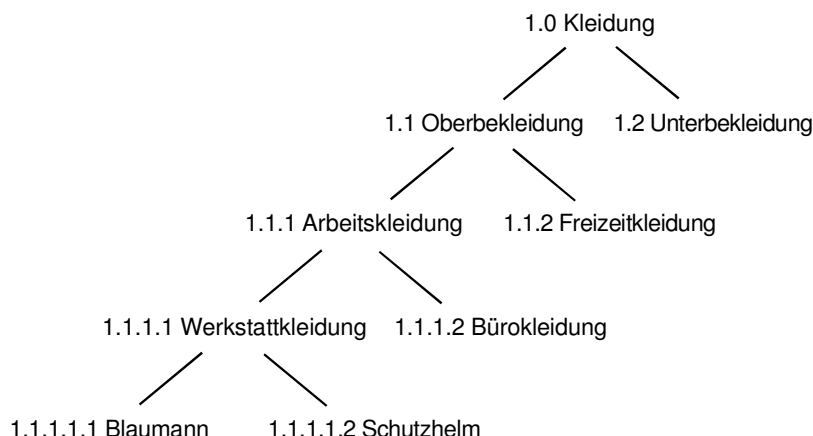 1.0 Kleidung
1.1 Oberbekleidung 1.2 Unterbekleidung
1.1.1 Arbeitskleidung 1.1.2 Freizeitkleidung
1.1.1.1 Werkstattkleidung 1.1.1.2 Bürokleidung
1.1.1.1.1 Blaumann 1.1.1.1.2 Schutzhelm